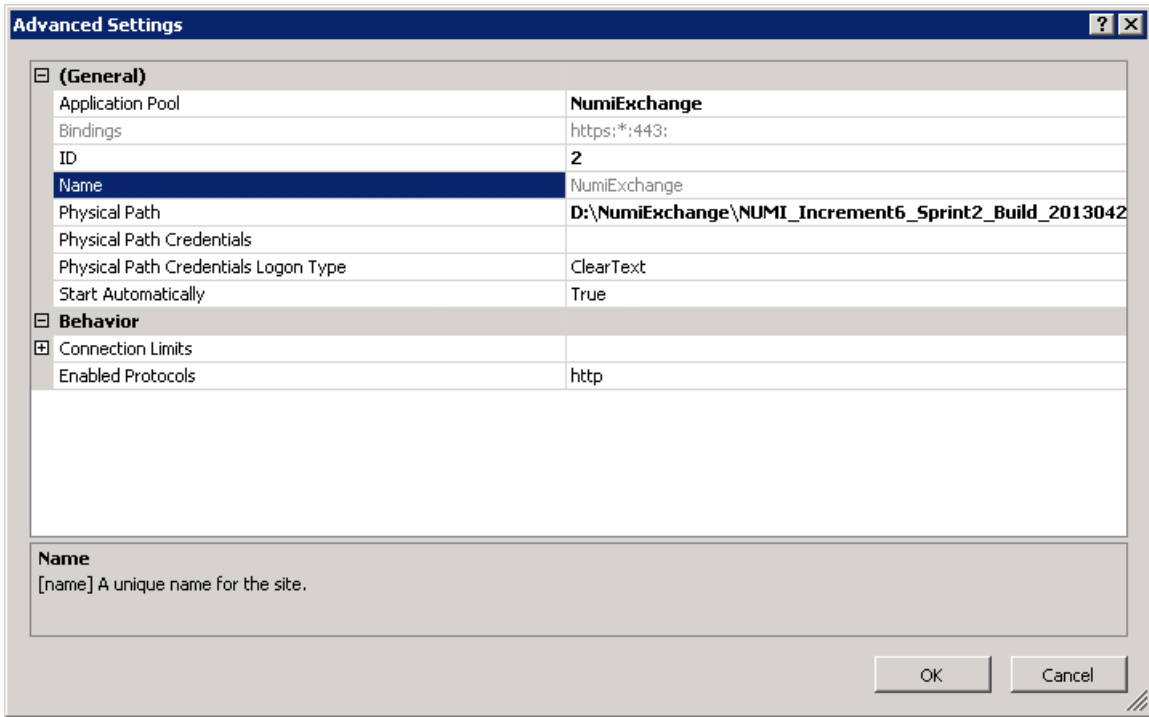 Advanced Settings
(General)
Application Pool NumiExchange
Bindings https:*:443:
ID 2
Name NumiExchange
Physical Path D:\NumiExchange\NUMI_Increment6_Sprint2_Build_2013042
Physical Path Credentials
Physical Path Credentials Logon Type ClearText
Start Automatically True
Behavior
Connection Limits
Enabled Protocols http
Name
[name] A unique name for the site.
OK Cancel